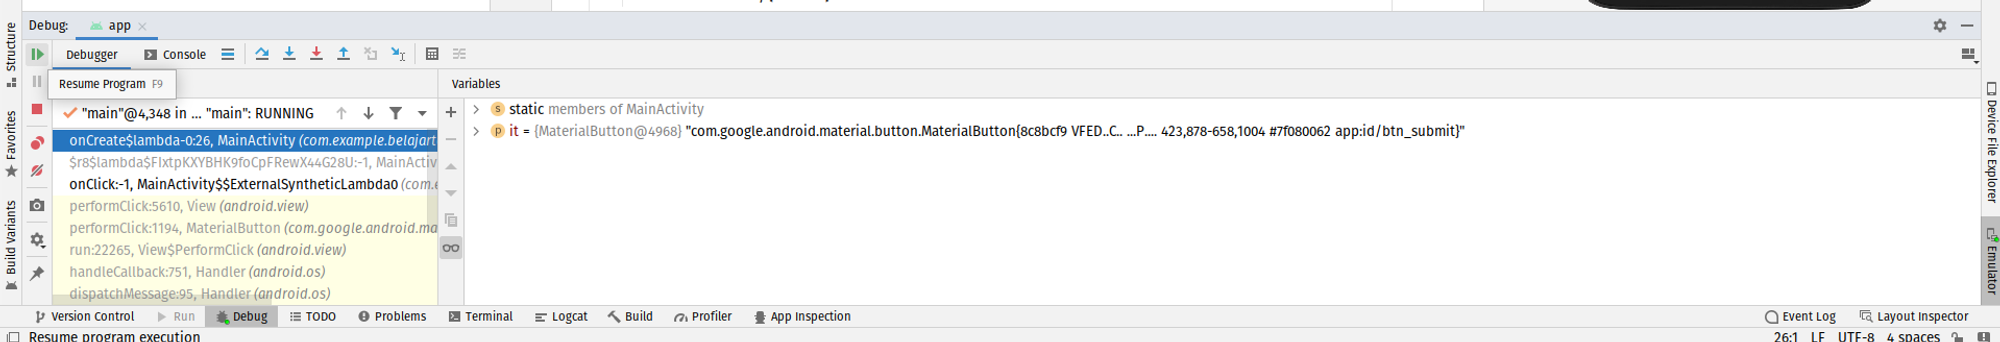 Debug: app
Structure
Favorites
Build Variants
Debugger Console
Resume Program F9
Variables
"main"@4,348 in ... "main": RUNNING
onCreate$lambda-0:26, MainActivity (com.example.belajart
$r8$lambda$FIxtpKXYBHK9foCpFRewX44G28U:-1, MainActiv
onClick:-1, MainActivity$$ExternalSyntheticLambda0 (com.e
performClick:5610, View (android.view)
performClick:1194, MaterialButton (com.google.android.ma
run:22265, View$PerformClick (android.view)
handleCallback:751, Handler (android.os)
dispatchMessage:95, Handler (android.os)
s static members of MainActivity
p it = {MaterialButton@4968} "com.google.android.material.button.MaterialButton{8c8bcf9 VFED..C.. ...P.... 423,878-658,1004 #7f080062 app:id/btn_submit}"
Device File Explorer
Emulator
Version Control Run Debug TODO Problems Terminal Logcat Build Profiler App Inspection Event Log Layout Inspector
Resume program execution 26:1 LF UTF-8 4 spaces